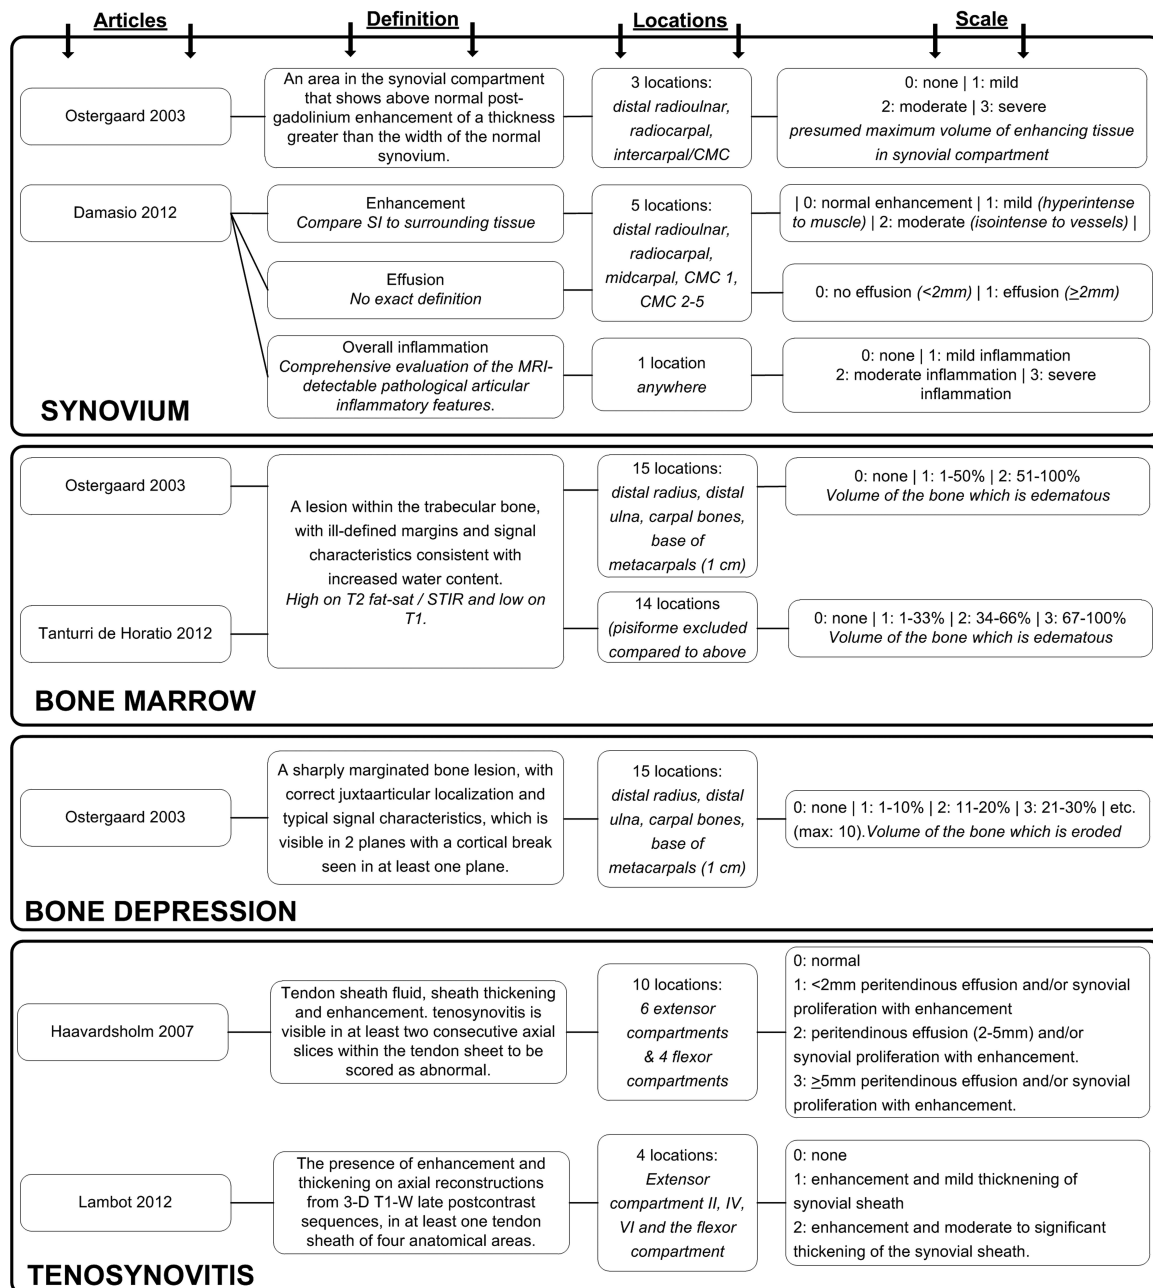 Articles
Definition
Locations
Scale
Ostergaard 2003
An area in the synovial compartment
that shows above normal post-
gadolinium enhancement of a thickness
greater than the width of the normal
synovium.
3 locations:
distal radioulnar,
radiocarpal,
intercarpal/CMC
0: none | 1: mild
2: moderate | 3: severe
presumed maximum volume of enhancing tissue
in synovial compartment
Damasio 2012
Enhancement
Compare SI to surrounding tissue
5 locations:
distal radioulnar,
radiocarpal,
midcarpal, CMC 1,
CMC 2-5
| 0: normal enhancement | 1: mild (hyperintense
to muscle) | 2: moderate (isointense to vessels) |
Effusion
No exact definition
0: no effusion (<2mm) | 1: effusion (≥2mm)
Overall inflammation
Comprehensive evaluation of the MRI-
detectable pathological articular
inflammatory features.
1 location
anywhere
0: none | 1: mild inflammation
2: moderate inflammation | 3: severe
inflammation
SYNOVIUM
Ostergaard 2003
A lesion within the trabecular bone,
with ill-defined margins and signal
characteristics consistent with
increased water content.
High on T2 fat-sat / STIR and low on
T1.
15 locations:
distal radius, distal
ulna, carpal bones,
base of
metacarpals (1 cm)
0: none | 1: 1-50% | 2: 51-100%
Volume of the bone which is edematous
Tanturri de Horatio 2012
14 locations
(pisiforme excluded
compared to above
0: none | 1: 1-33% | 2: 34-66% | 3: 67-100%
Volume of the bone which is edematous
BONE MARROW
Ostergaard 2003
A sharply marginated bone lesion, with
correct juxtaarticular localization and
typical signal characteristics, which is
visible in 2 planes with a cortical break
seen in at least one plane.
15 locations:
distal radius, distal
ulna, carpal bones,
base of
metacarpals (1 cm)
0: none | 1: 1-10% | 2: 11-20% | 3: 21-30% | etc.
(max: 10).Volume of the bone which is eroded
BONE DEPRESSION
Haavardsholm 2007
Tendon sheath fluid, sheath thickening
and enhancement. tenosynovitis is
visible in at least two consecutive axial
slices within the tendon sheet to be
scored as abnormal.
10 locations:
6 extensor
compartments
& 4 flexor
compartments
0: normal
1: <2mm peritendinous effusion and/or synovial
proliferation with enhancement
2: peritendinous effusion (2-5mm) and/or
synovial proliferation with enhancement.
3: ≥5mm peritendinous effusion and/or synovial
proliferation with enhancement.
Lambot 2012
The presence of enhancement and
thickening on axial reconstructions
from 3-D T1-W late postcontrast
sequences, in at least one tendon
sheath of four anatomical areas.
4 locations:
Extensor
compartment II, IV,
VI and the flexor
compartment
0: none
1: enhancement and mild thicknening of
synovial sheath
2: enhancement and moderate to significant
thickening of the synovial sheath.
TENOSYNOVITIS